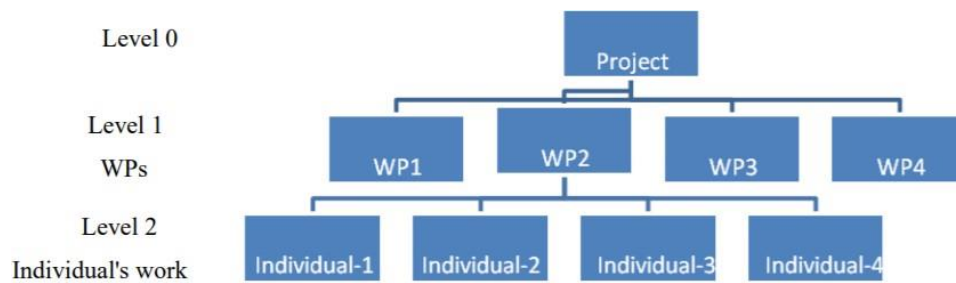 Level 0
Project
Level 1
WPs
WP1
WP2
WP3
WP4
Level 2
Individual's work
Individual-1
Individual-2
Individual-3
Individual-4